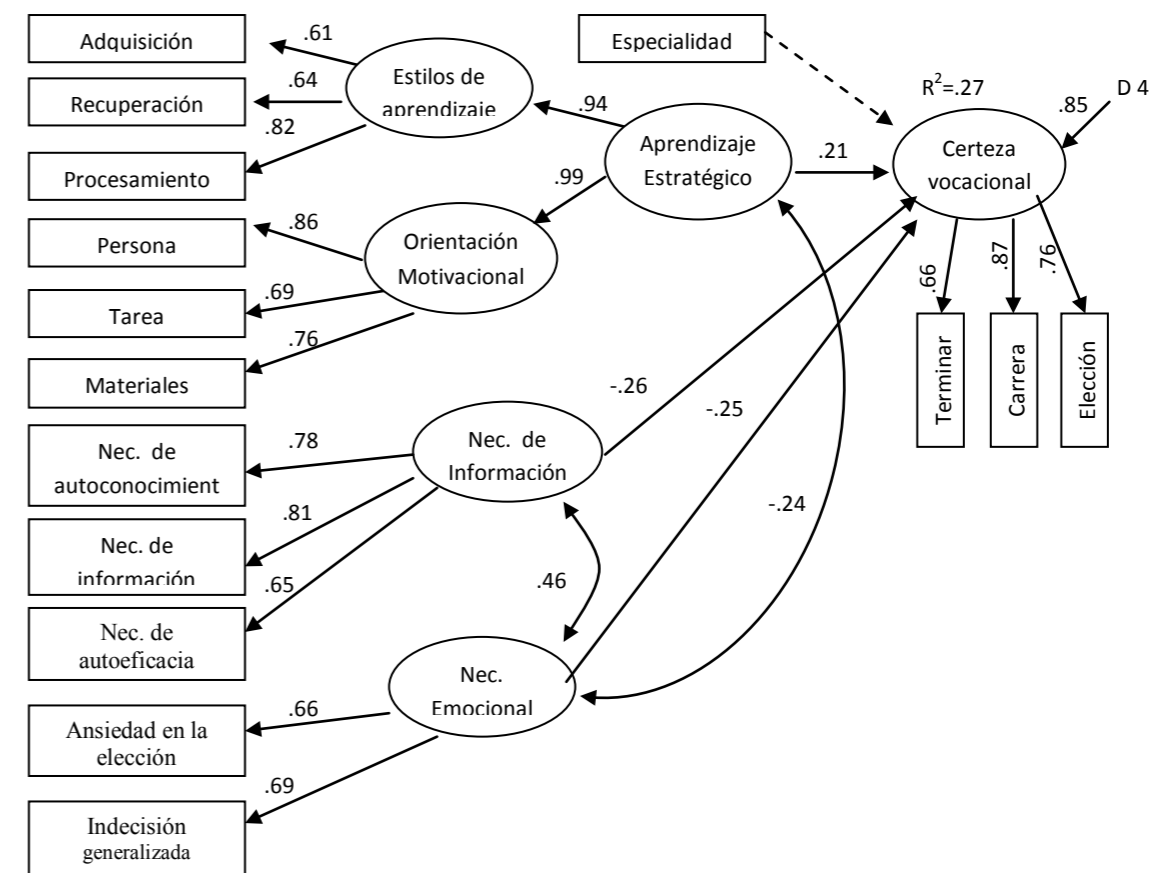 Adquisición
Recuperación
Procesamiento
Persona
Tarea
Materiales
Nec. de
autoconocimient
Nec. de
información
Nec. de
autoeficacia
Ansiedad en la
elección
Indecisión
generalizada
.61
.64
.82
.86
.69
.76
.78
.81
.65
.66
.69
Estilos de
aprendizaje
Orientación
Motivacional
Nec. de
Información
Nec.
Emocional
.94
.99
.46
Aprendizaje
Estratégico
Especialidad
.21
-.26
-.25
-.24
R2=.27
.85
D 4
Certeza
vocacional
.66
.87
.76
Terminar
Carrera
Elección